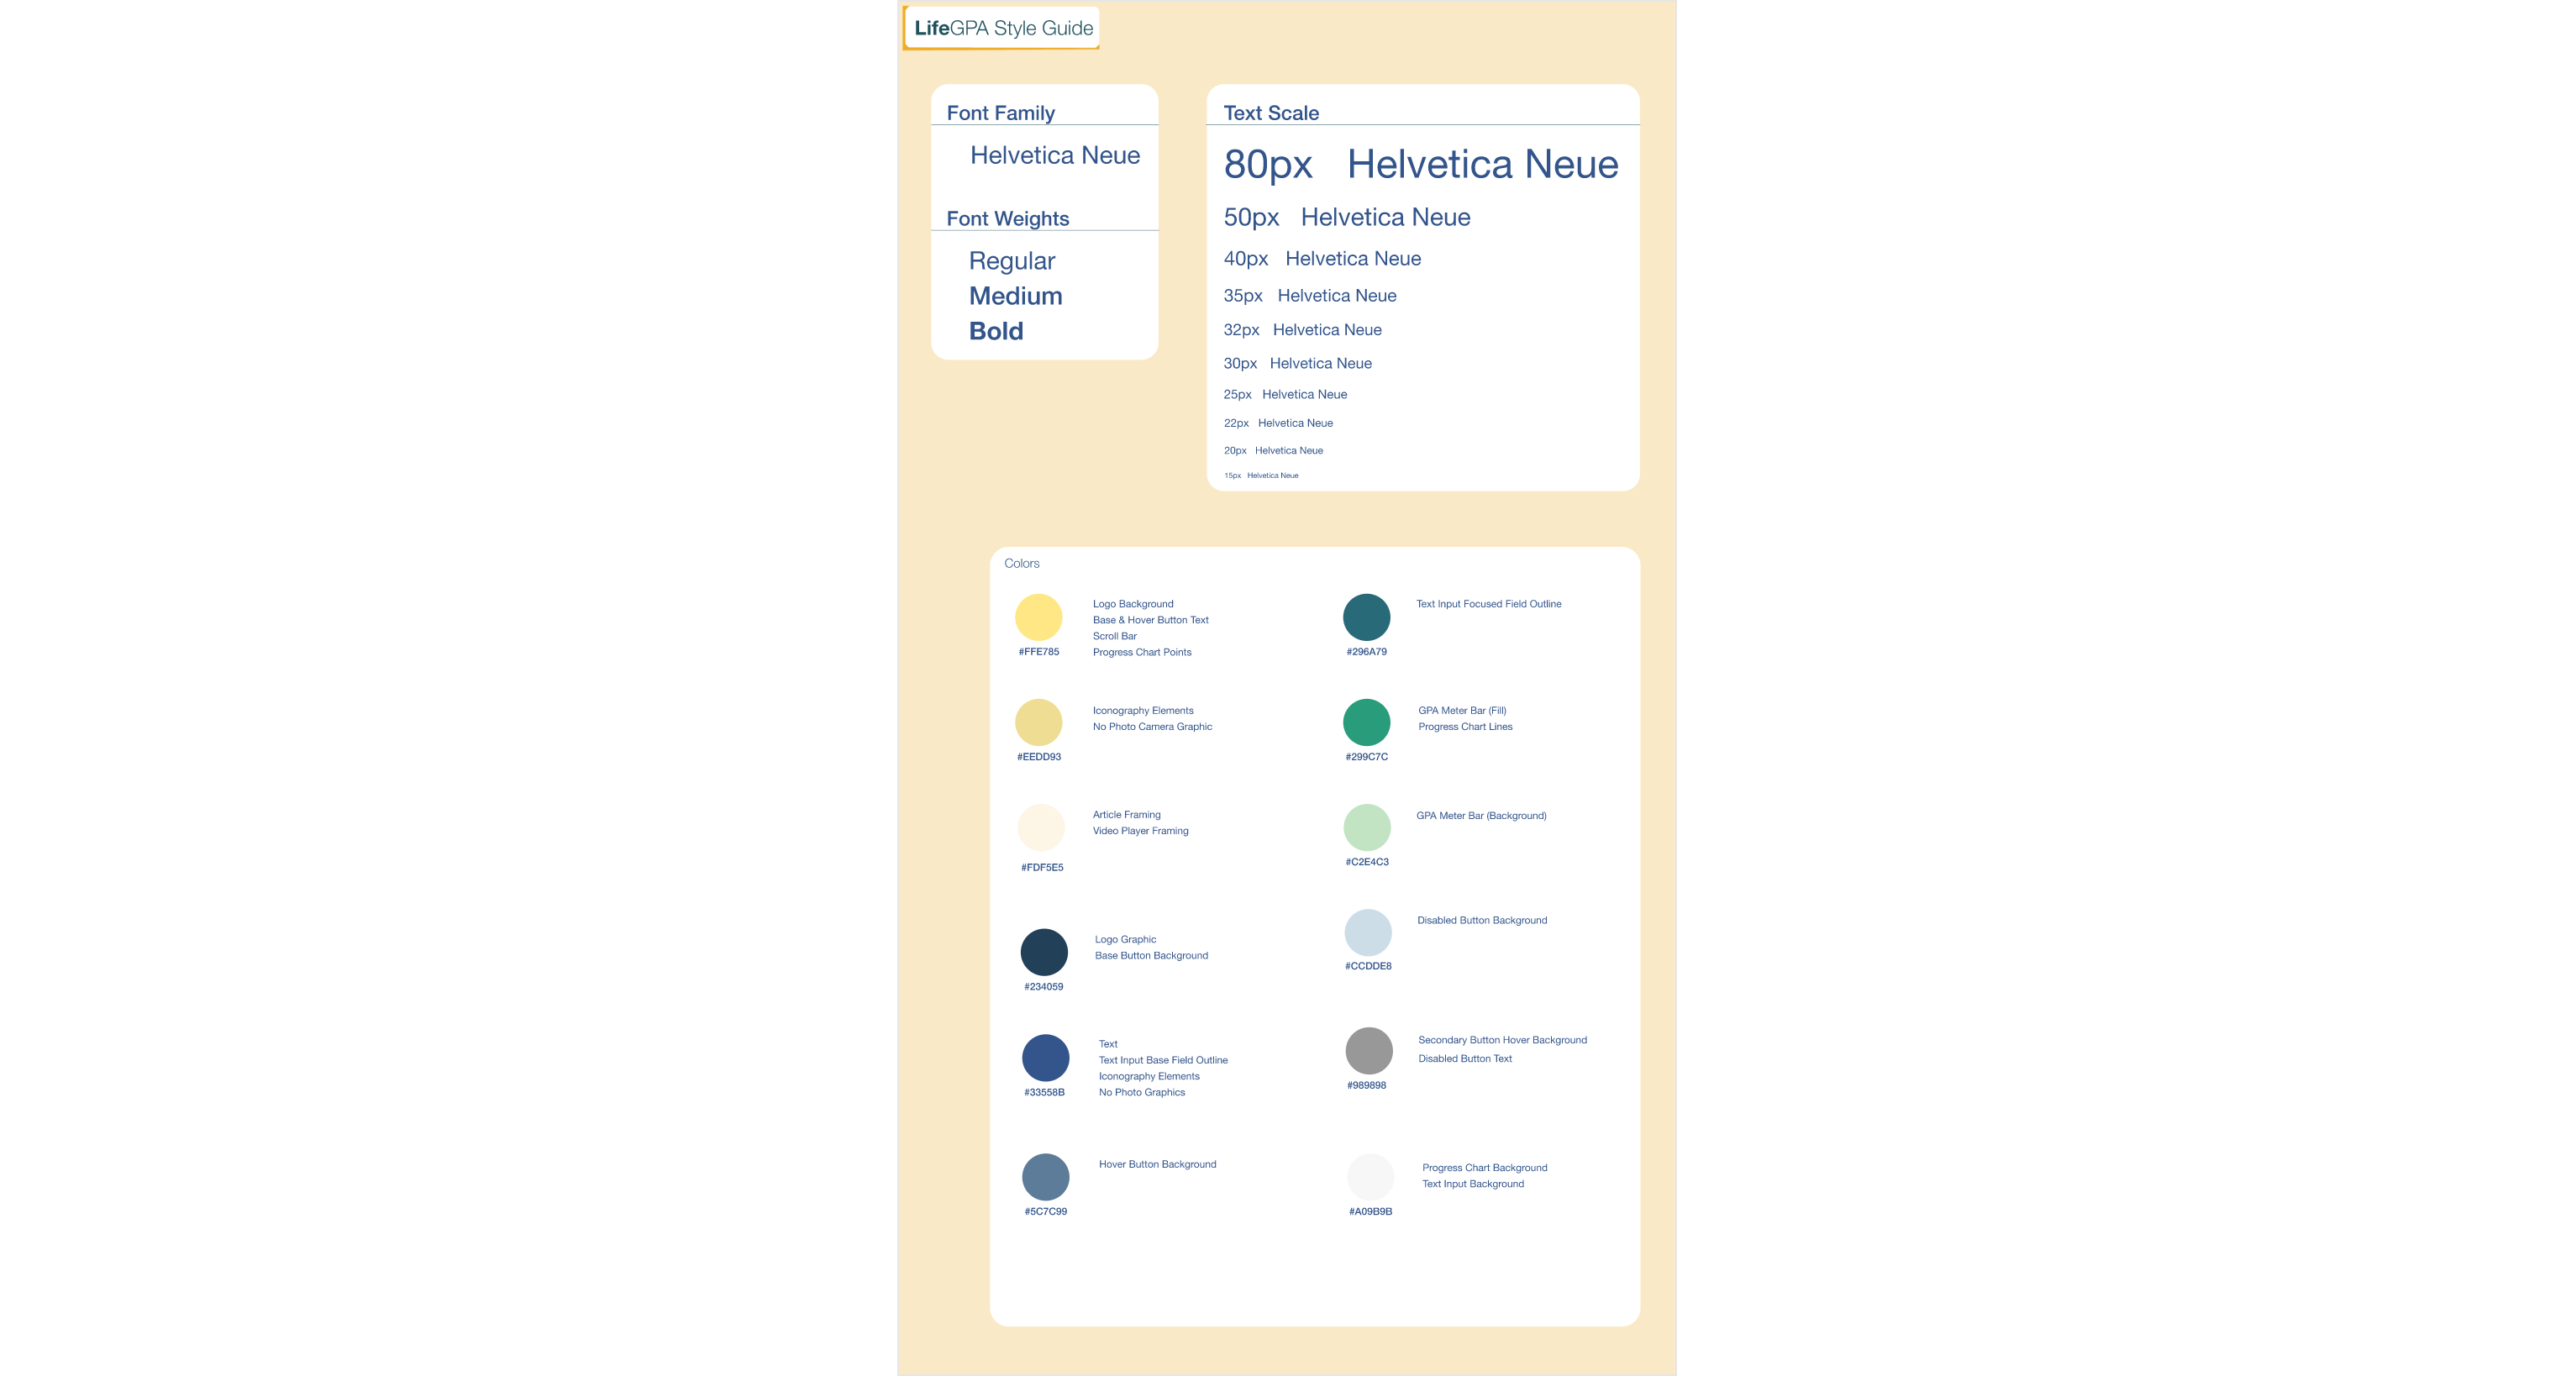 LifeGPA Style Guide
Font Family
Helvetica Neue
Font Weights
Regular
Medium
Bold
Text Scale
80px Helvetica Neue
50px Helvetica Neue
40px Helvetica Neue
35px Helvetica Neue
32px Helvetica Neue
30px Helvetica Neue
25px Helvetica Neue
22px Helvetica Neue
20px Helvetica Neue
15px Helvetica Neue
Colors
#FFE785
Logo Background
Base & Hover Button Text
Scroll Bar
Progress Chart Points
#EEDD93
Iconography Elements
No Photo Camera Graphic
#FDF5E5
Article Framing
Video Player Framing
#234059
Logo Graphic
Base Button Background
#33558B
Text
Text Input Base Field Outline
Iconography Elements
No Photo Graphics
#5C7C99
Hover Button Background
#296A79
Text Input Focused Field Outline
#299C7C
GPA Meter Bar (Fill)
Progress Chart Lines
#C2E4C3
GPA Meter Bar (Background)
#CCDDE8
Disabled Button Background
#989898
Secondary Button Hover Background
Disabled Button Text
#A09B9B
Progress Chart Background
Text Input Background